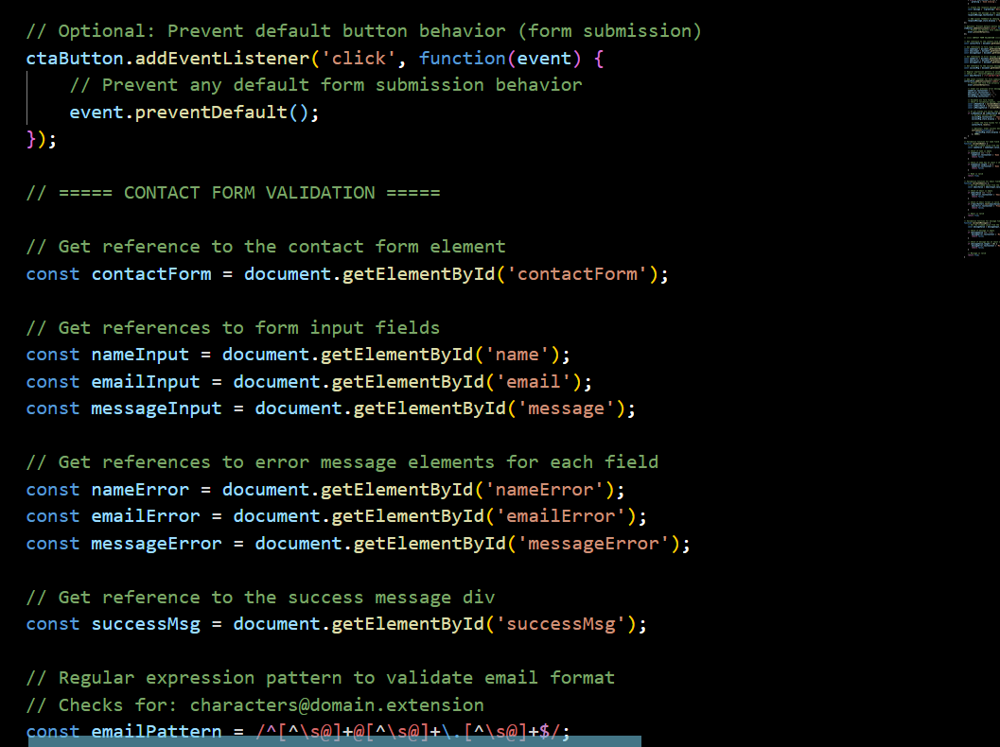 // Optional: Prevent default button behavior (form submission)
ctaButton.addEventListener('click', function(event) {
    // Prevent any default form submission behavior
    event.preventDefault();
});

// ===== CONTACT FORM VALIDATION =====

// Get reference to the contact form element
const contactForm = document.getElementById('contactForm');

// Get references to form input fields
const nameInput = document.getElementById('name');
const emailInput = document.getElementById('email');
const messageInput = document.getElementById('message');

// Get references to error message elements for each field
const nameError = document.getElementById('nameError');
const emailError = document.getElementById('emailError');
const messageError = document.getElementById('messageError');

// Get reference to the success message div
const successMsg = document.getElementById('successMsg');

// Regular expression pattern to validate email format
// Checks for: characters@domain.extension
const emailPattern = /^[^\s@]+@[^\s@]+\.[^\s@]+$/;